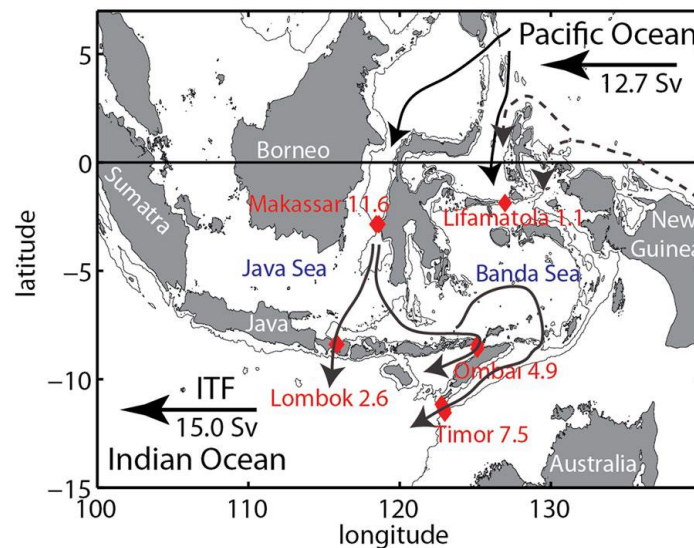 5
0
−5
−10
−15
100
110
120
130
latitude
longitude
Pacific Ocean
12.7 Sv
Borneo
Sumatra
Makassar 11.6
Lifamatola 1.1
New
Guinea
Java Sea
Banda Sea
Java
Ombai 4.9
Lombok 2.6
ITF
15.0 Sv
Timor 7.5
Indian Ocean
Australia